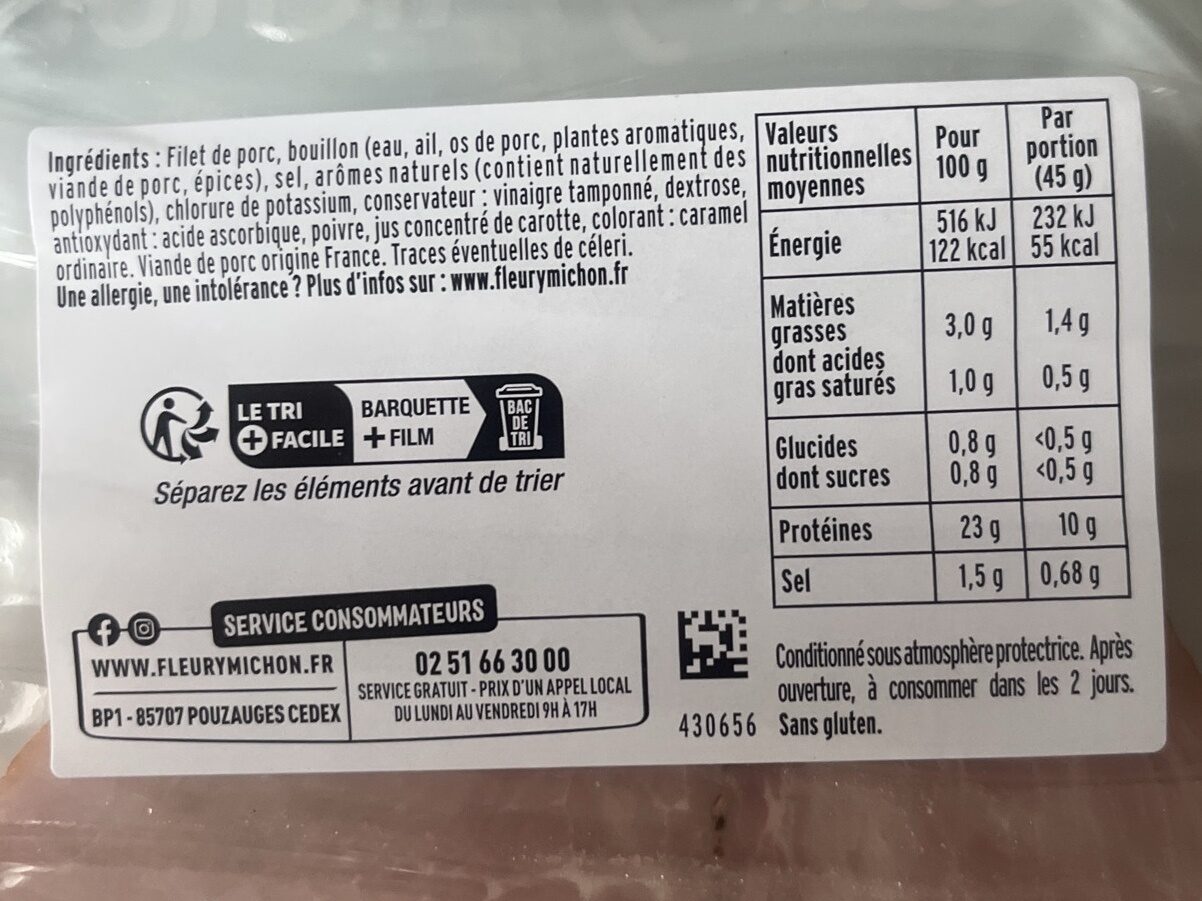 Ingrédients : Filet de porc, bouillon (eau, ail, os de porc, plantes aromatiques,
viande de porc, épices), sel, arômes naturels (contient naturellement des
polyphénols), chlorure de potassium, conservateur : vinaigre tamponné, dextrose,
antioxydant : acide ascorbique, poivre, jus concentré de carotte, colorant : caramel
ordinaire. Viande de porc origine France. Traces éventuelles de céleri.
Une allergie, une intolérance ? Plus d'infos sur : www.fleurymichon.fr
LE TRI
+ FACILE
BARQUETTE
+ FILM
BAC
DE
TRI
Séparez les éléments avant de trier
SERVICE CONSOMMATEURS
WWW.FLEURYMICHON.FR
BP1 - 85707 POUZAUGES CEDEX
02 51 66 30 00
SERVICE GRATUIT - PRIX D'UN APPEL LOCAL
DU LUNDI AU VENDREDI 9H À 17H
430656
Valeurs
nutritionnelles
moyennes
Pour
100 g
Par
portion
(45 g)
Énergie
516 kJ 232 kJ
122 kcal 55 kcal
Matières
grasses 3,0 g 1,4 g
dont acides
gras saturés 1,0 g 0,5 g
Glucides 0,8 g <0,5 g
dont sucres 0,8 g <0,5 g
Protéines 23 g 10 g
Sel 1,5 g 0,68 g
Conditionné sous atmosphère protectrice. Après
ouverture, à consommer dans les 2 jours.
Sans gluten.